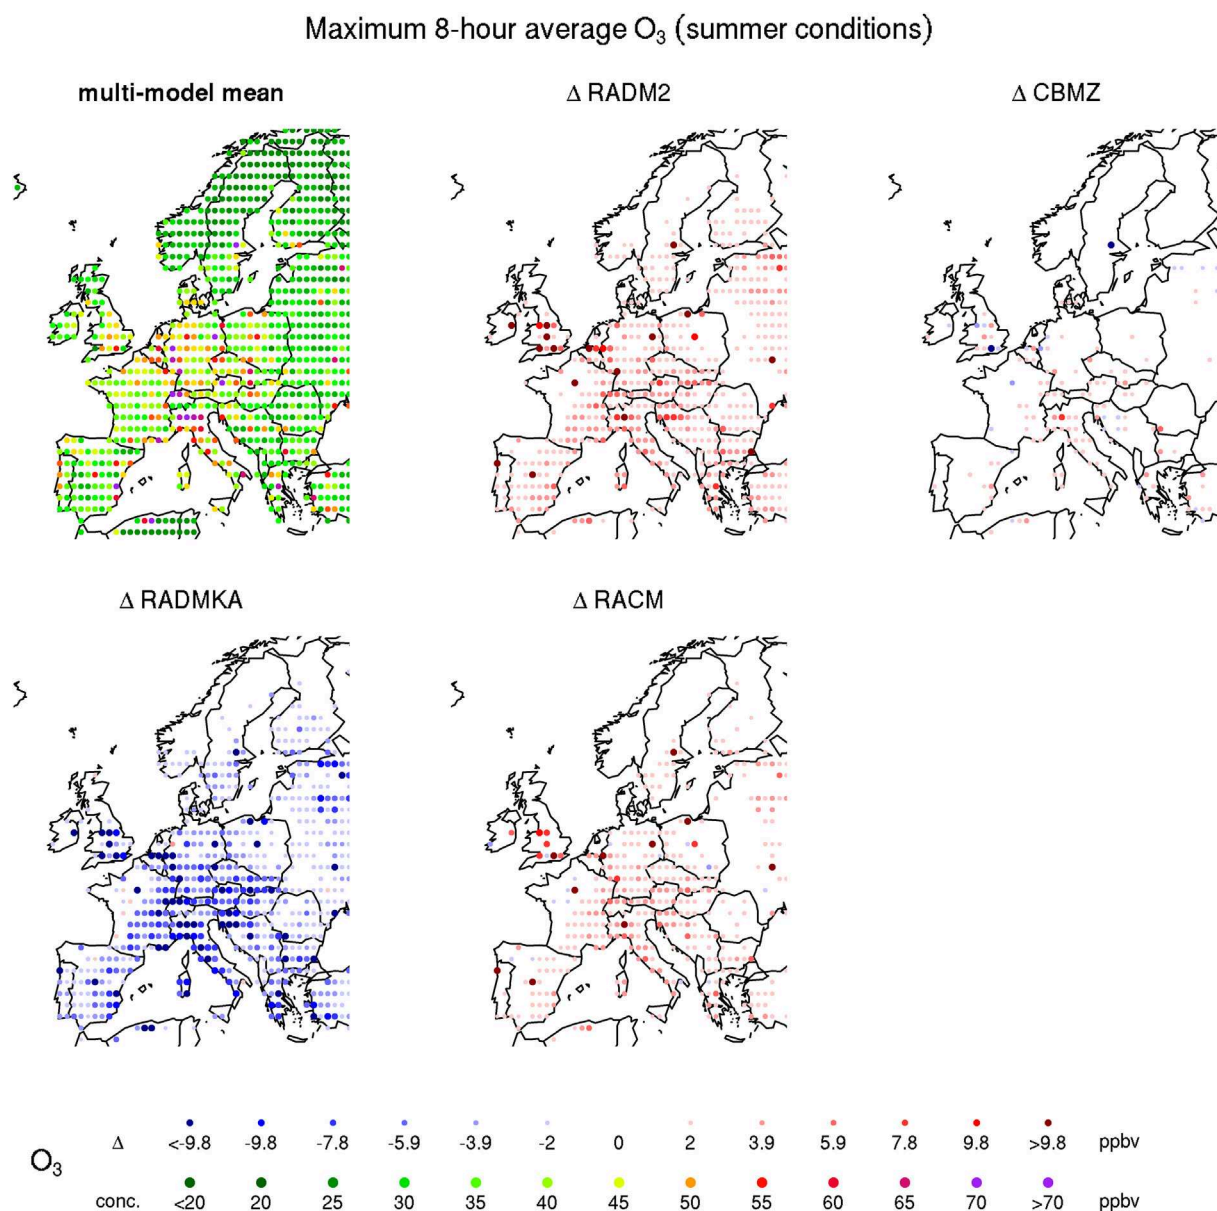 Maximum 8-hour average O₃ (summer conditions)
multi-model mean
Δ RADM2
Δ CBMZ
Δ RADMKA
Δ RACM
Δ <-9.8 -9.8 -7.8 -5.9 -3.9 -2 0 2 3.9 5.9 7.8 9.8 >9.8 ppbv
O₃
conc. <20 20 25 30 35 40 45 50 55 60 65 70 >70 ppbv